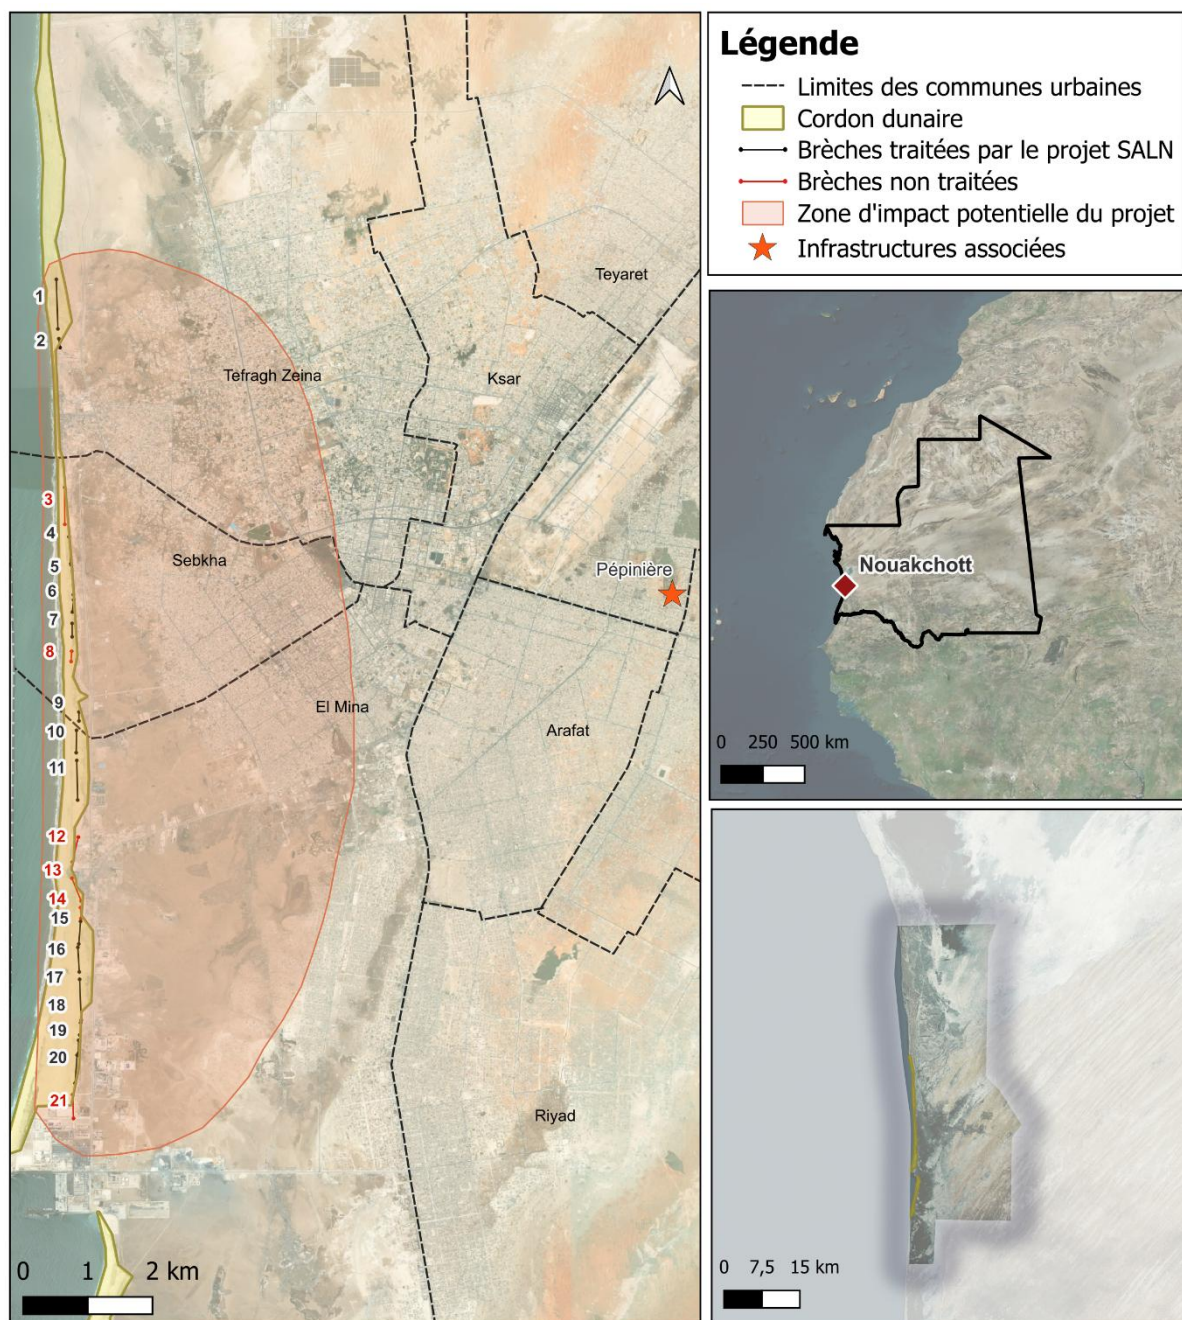 Légende
Limites des communes urbaines
Cordon dunaire
Brèches traitées par le projet SALN
Brèches non traitées
Zone d'impact potentielle du projet
Infrastructures associées
Teyaret
1
2
Tefragh Zeina
Ksar
3
4
Sebkha
5
Pépinière
6
7
8
9
El Mina
10
Arafat
11
12
13
14
15
16
17
18
19
20
21
Riyad
0 1 2 km
Nouakchott
0 250 500 km
0 7,5 15 km